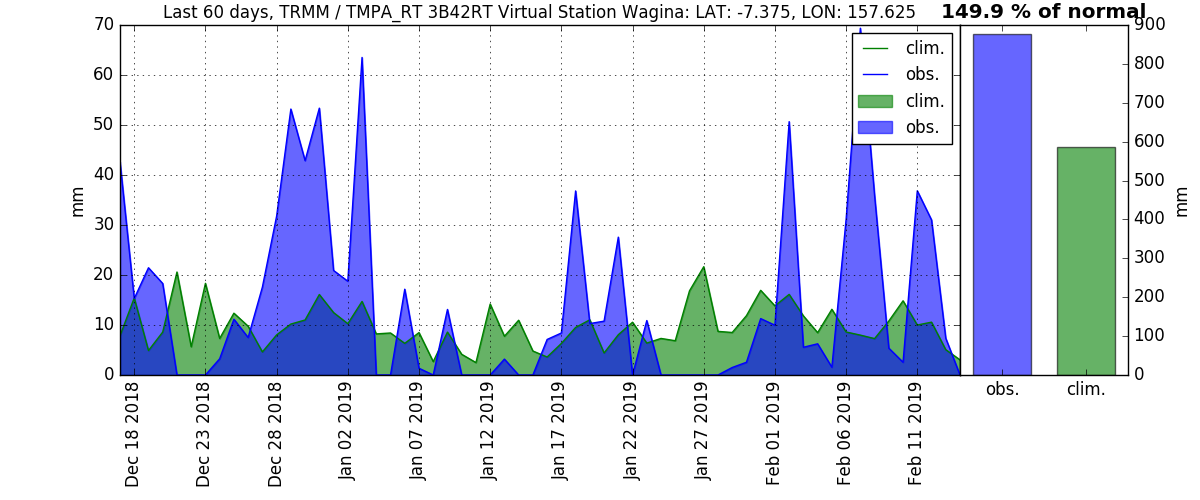 Last 60 days, TRMM / TMPA_RT 3B42RT Virtual Station Wagina: LAT: -7.375, LON: 157.625
149.9 % of normal
70
60
50
40
30
20
10
0
mm
clim.
obs.
clim.
obs.
Dec 18 2018
Dec 23 2018
Dec 28 2018
Jan 02 2019
Jan 07 2019
Jan 12 2019
Jan 17 2019
Jan 22 2019
Jan 27 2019
Feb 01 2019
Feb 06 2019
Feb 11 2019
900
800
700
600
500
400
300
200
100
0
mm
obs.
clim.